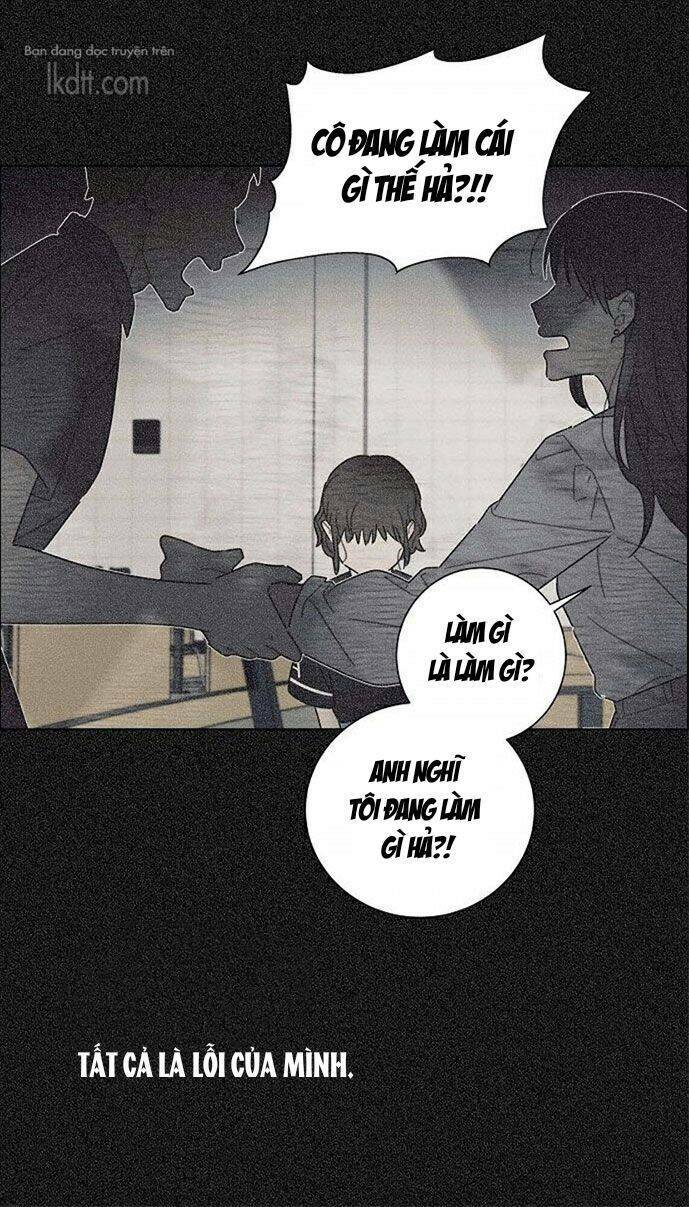 Bạn đang đọc truyện trên
lkdtt.com
CÔ ĐANG LÀM CÁI
GÌ THẾ HẢ?!!
LÀM GÌ
LÀ LÀM GÌ?
ANH NGHĨ
TÔI ĐANG LÀM
GÌ HẢ?!
TẤT CẢ LÀ LỖI CỦA MÌNH.